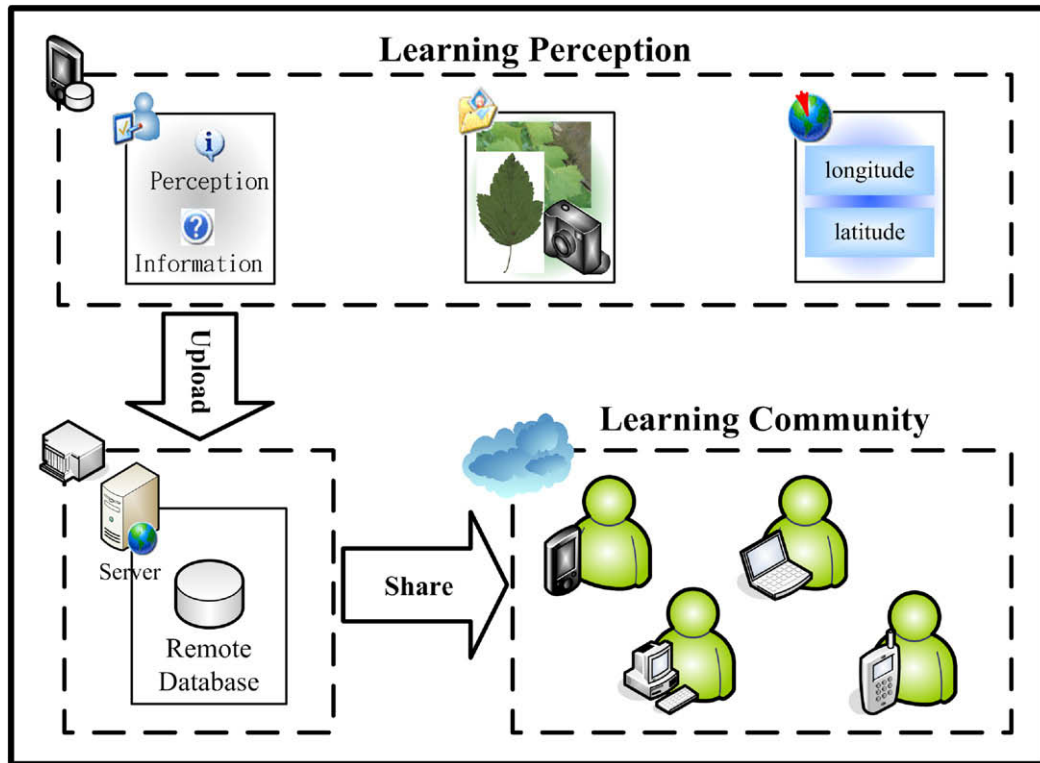 Learning Perception
Perception
Information
longitude
latitude
Upload
Learning Community
Server
Remote
Database
Share